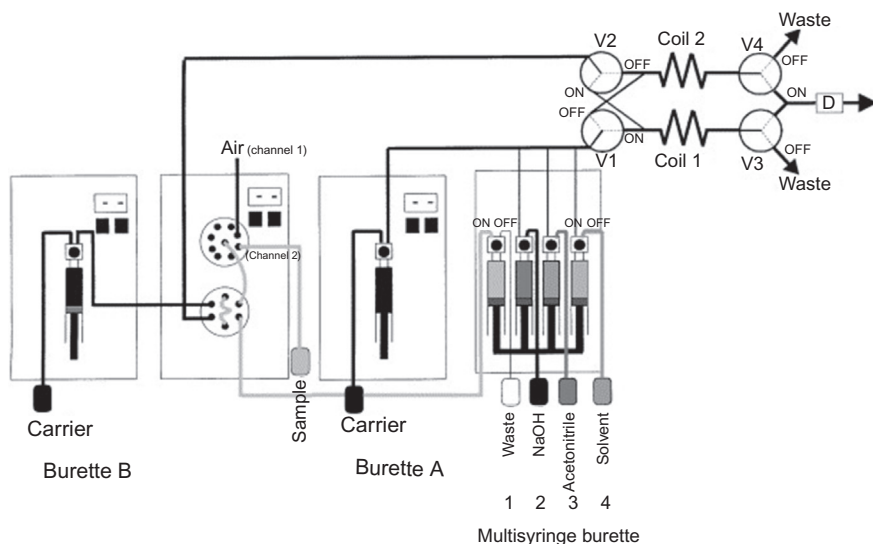 Waste
V2
Coil 2
V4
OFF
OFF
ON
ON
D
OFF
ON
OFF
V1
Coil 1
V3
Waste
Air (channel 1)
(Channel 2)
ON OFF
ON OFF
Carrier
Sample
Carrier
Waste
NaOH
Acetonitrile
Solvent
Burette B
Burette A
1 2 3 4
Multisyringe burette